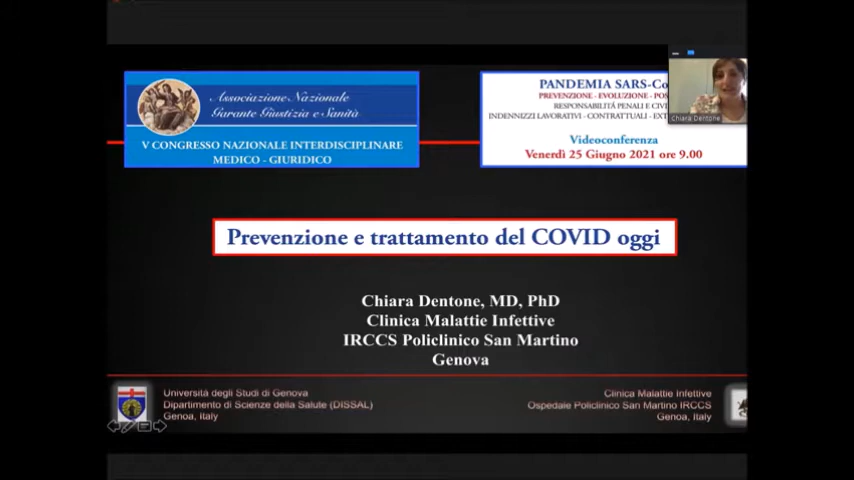 Associazione Nazionale
Garante Giustizia e Sanità
V CONGRESSO NAZIONALE INTERDISCIPLINARE
MEDICO - GIURIDICO
PANDEMIA SARS-Co
PREVENZIONE - EVOLUZIONE - POS
RESPONSABILITÁ PENALI E CIVI
INDENNIZZI LAVORATIVI - CONTRATTUALI - EXT
Videoconferenza
Venerdì 25 Giugno 2021 ore 9.00
Chiara Dentone
Prevenzione e trattamento del COVID oggi
Chiara Dentone, MD, PhD
Clinica Malattie Infettive
IRCCS Policlinico San Martino
Genova
Università degli Studi di Genova
Dipartimento di Scienze della Salute (DISSAL)
Genoa, Italy
Clinica Malattie Infettive
Ospedale Policlinico San Martino IRCCS
Genoa, Italy